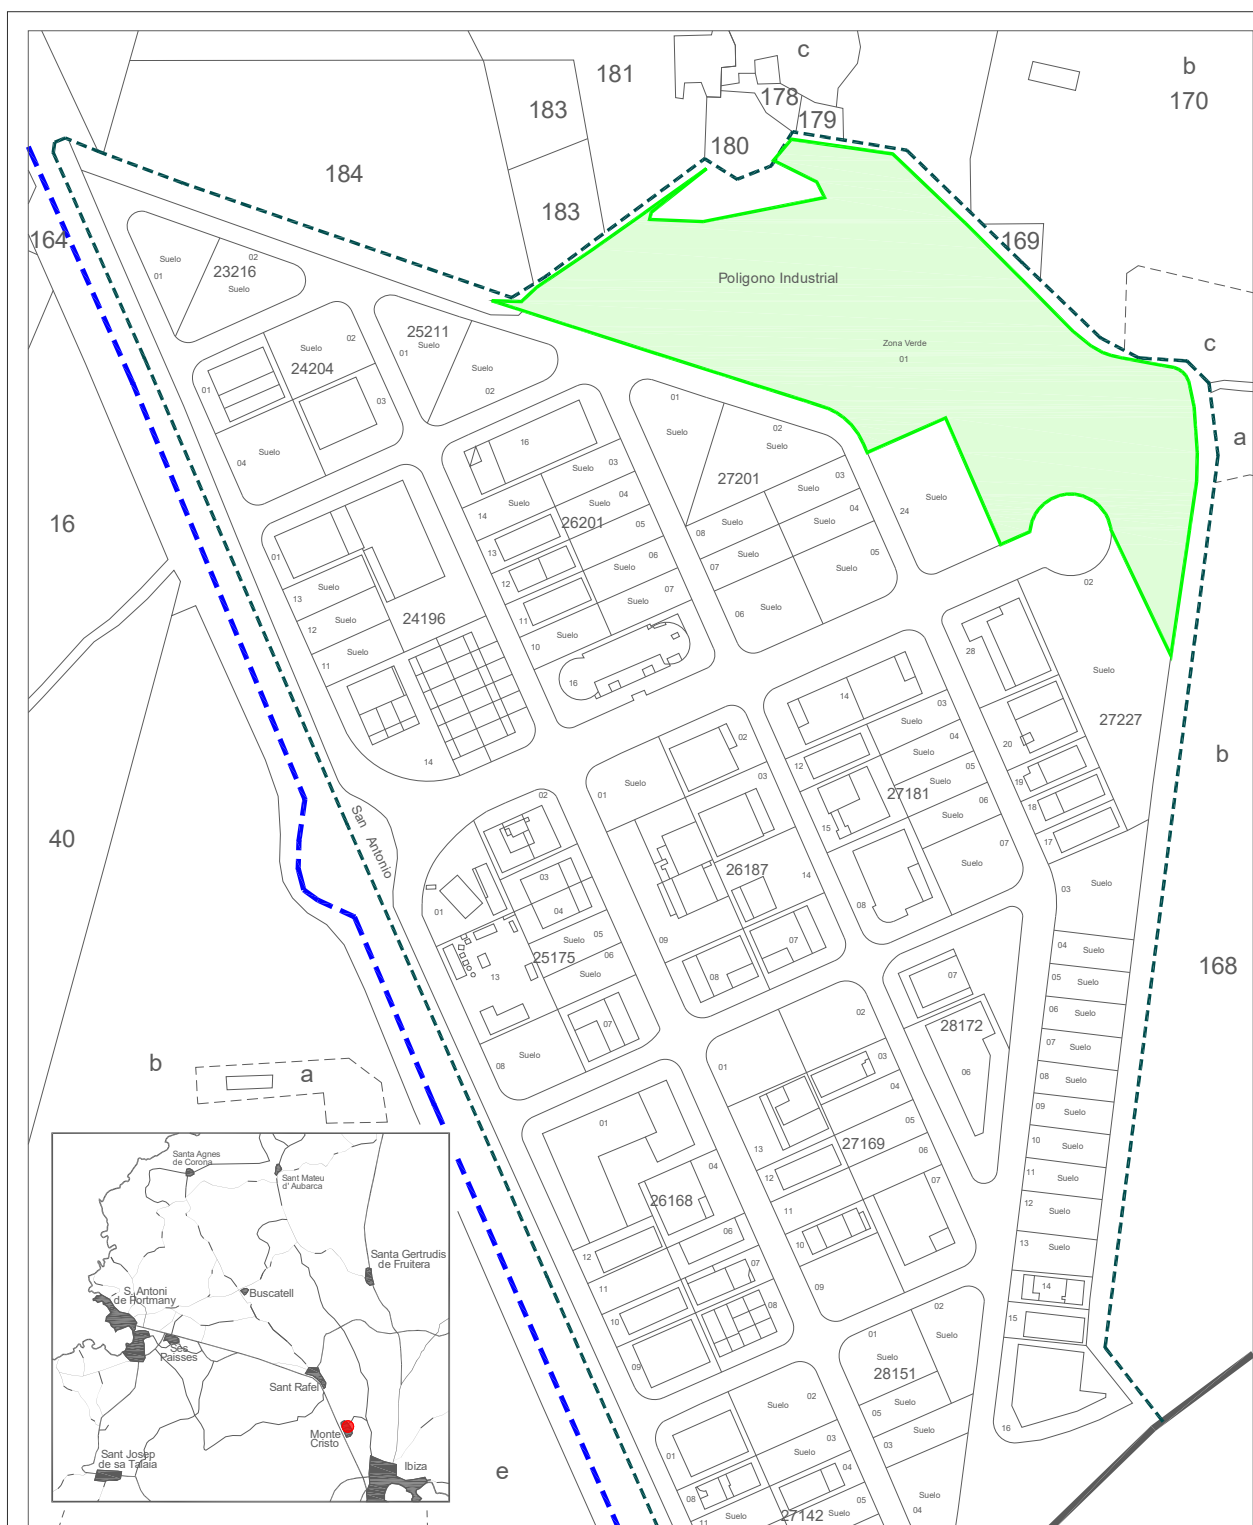 c
181
b
170
178
183
179
180
184
183
164
169
Suelo
02
01
23216
Suelo
Poligono Industrial
25211
01
Suelo
Suelo
02
Zona Verde
01
c
02
Suelo
24204
01
03
Suelo
04
01
Suelo
02
Suelo
27201
03
Suelo
04
Suelo
08
Suelo
07
05
Suelo
06
Suelo
a
16
Suelo
03
Suelo
04
14
26201
05
13
06
Suelo
12
07
Suelo
11
10
Suelo
16
24
Suelo
16
01
Suelo
13
Suelo
12
24196
Suelo
11
14
02
28
Suelo
27227
20
19
18
17
b
14
03
Suelo
04
Suelo
12
05
Suelo
27181
06
Suelo
15
07
Suelo
08
02
Suelo
01
03
26187
14
09
07
08
40
San Antonio
02
03
01
04
05
Suelo
25175
06
Suelo
13
07
Suelo
08
03
Suelo
04
Suelo
05
Suelo
06
Suelo
07
Suelo
08
Suelo
09
Suelo
10
Suelo
11
Suelo
12
Suelo
13
Suelo
14
15
16
168
07
28172
06
02
01
03
04
05
27169
06
13
12
07
11
10
09
b
a
01
04
26168
06
12
07
11
08
10
09
02
01
Suelo
Suelo
28151
Suelo
05
03
Suelo
Suelo
04
02
Suelo
03
Suelo
01
04
08
05
27142
Suelo
11
e
Santa Agnes
de Corona
Sant Mateu
d' Aubarca
Santa Gertrudis
de Fruitera
S. Antoni
de Portmany
Buscatell
Ses
Paisses
Sant Rafel
Monte
Cristo
Sant Josep
de sa Talaia
Ibiza